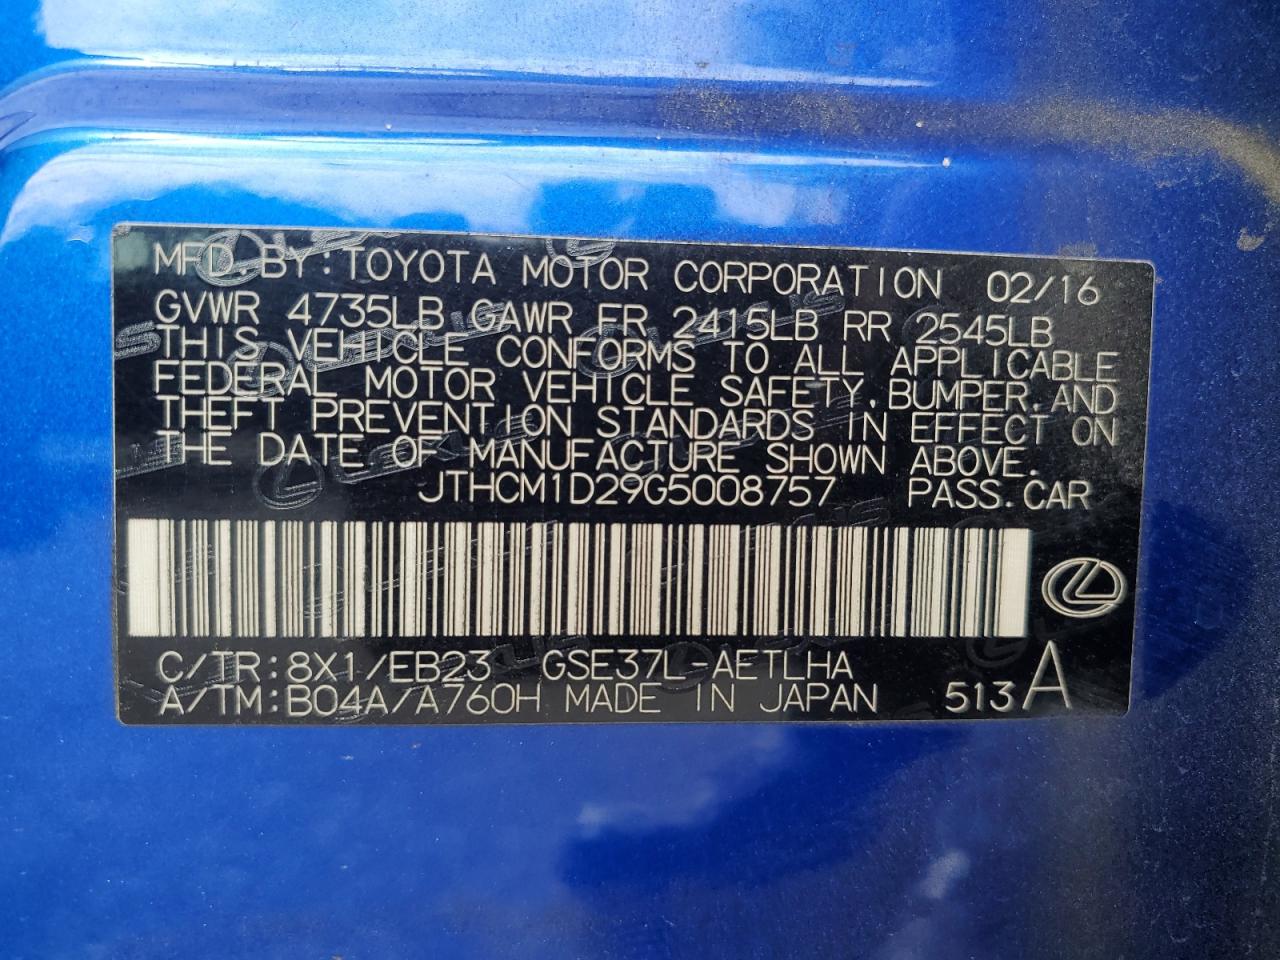 MFD. BY: TOYOTA MOTOR CORPORATION 02/16
GVWR 4735LB GAWR FR 2415LB RR 2545LB
THIS VEHICLE CONFORMS TO ALL APPLICABLE
FEDERAL MOTOR VEHICLE SAFETY, BUMPER, AND
THEFT PREVENTION STANDARDS IN EFFECT ON
THE DATE OF MANUFACTURE SHOWN ABOVE.
JTHCM1D29G5008757 PASS. CAR
C/TR: 8X1/EB23 GSE37L-AETLHA
A/TM: B04A/A760H MADE IN JAPAN 513 A